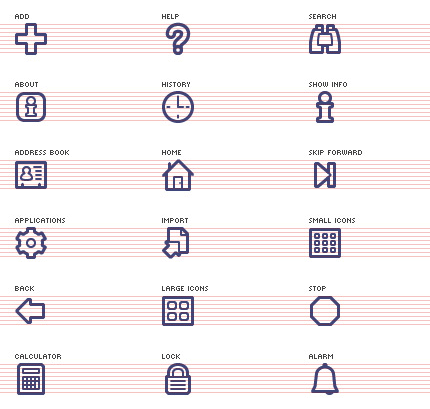 ADD
HELP
SEARCH
ABOUT
HISTORY
SHOW INFO
ADDRESS BOOK
HOME
SKIP FORWARD
APPLICATIONS
IMPORT
SMALL ICONS
BACK
LARGE ICONS
STOP
CALCULATOR
LOCK
ALARM